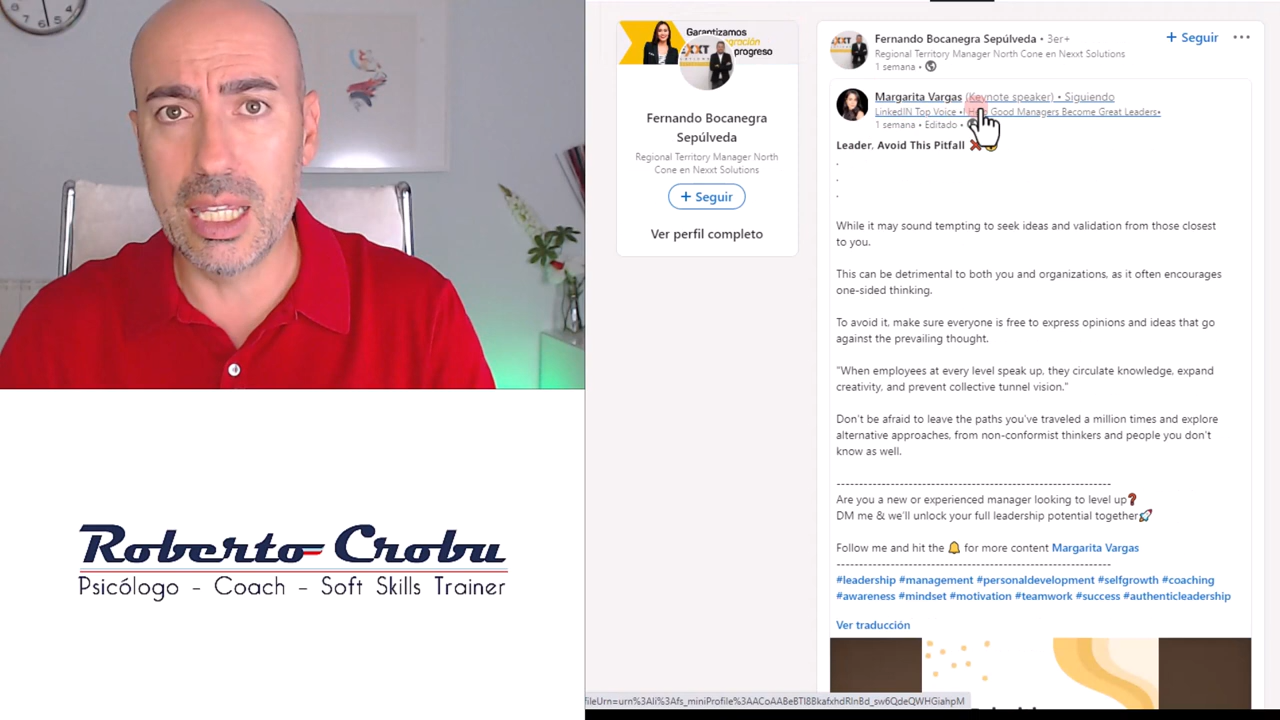 Roberto Crobu
Psicólogo - Coach - Soft Skills Trainer
Garantizamos
progreso
Fernando Bocanegra
Sepúlveda
Regional Territory Manager North
Cone en Nexxt Solutions
+ Seguir
Ver perfil completo
Fernando Bocanegra Sepúlveda • 3er+
Regional Territory Manager North Cone en Nexxt Solutions
1 semana •
+ Seguir
Margarita Vargas (Keynote speaker) • Siguiendo
LinkedIN Top Voice • Good Managers Become Great Leaders•
1 semana • Editado •
Leader, Avoid This Pitfall ❌
.
.
.
While it may sound tempting to seek ideas and validation from those closest
to you.
This can be detrimental to both you and organizations, as it often encourages
one-sided thinking.
To avoid it, make sure everyone is free to express opinions and ideas that go
against the prevailing thought.
"When employees at every level speak up, they circulate knowledge, expand
creativity, and prevent collective tunnel vision."
Don't be afraid to leave the paths you've traveled a million times and explore
alternative approaches, from non-conformist thinkers and people you don't
know as well.
----------------------------------------------------------
Are you a new or experienced manager looking to level up❓
DM me & we'll unlock your full leadership potential together🚀
Follow me and hit the 🔔 for more content Margarita Vargas
----------------------------------------------------------
#leadership #management #personaldevelopment #selfgrowth #coaching
#awareness #mindset #motivation #teamwork #success #authenticleadership
Ver traducción